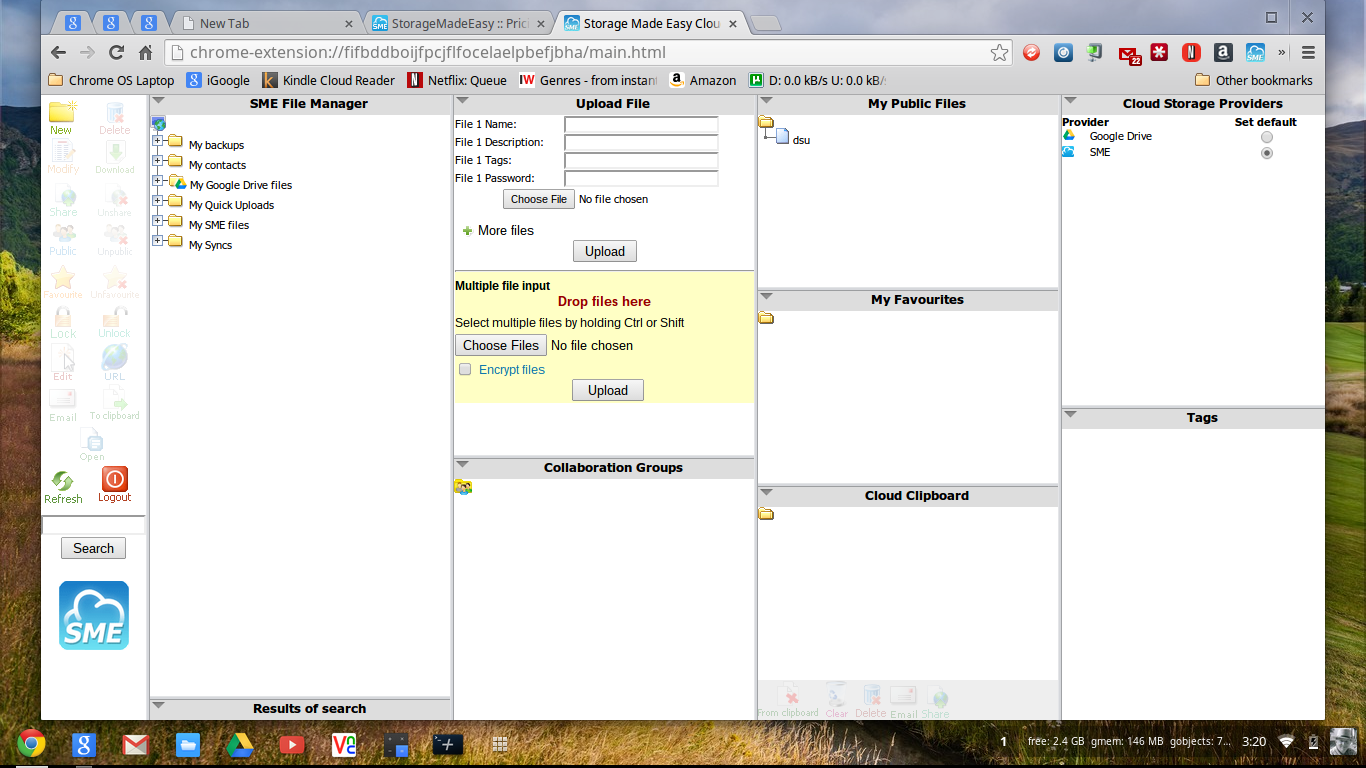 New Tab
StorageMadeEasy :: Prici
Storage Made Easy Clou
chrome-extension://fifbddboijfpcjflfocelaelpbefjbha/main.html
22
Chrome OS Laptop
iGoogle
Kindle Cloud Reader
Netflix: Queue
IW Genres - from instant
Amazon
D: 0.0 kB/s U: 0.0 kB/s
Other bookmarks
New
Delete
Modify
Download
Share
Unshare
Public
Unpublic
Favourite
Unfavourite
Lock
Unlock
Edit
URL
Email
To clipboard
Open
Refresh
Logout
Search
SME
SME File Manager
My backups
My contacts
My Google Drive files
My Quick Uploads
My SME files
My Syncs
Results of search
Upload File
File 1 Name:
File 1 Description:
File 1 Tags:
File 1 Password:
Choose File No file chosen
More files
Upload
Multiple file input
Drop files here
Select multiple files by holding Ctrl or Shift
Choose Files No file chosen
Encrypt files
Upload
Collaboration Groups
My Public Files
dsu
My Favourites
Cloud Clipboard
From clipboard
Clear
Delete
Email
Share
Cloud Storage Providers
Provider Set default
Google Drive
SME
Tags
1
free: 2.4 GB gmem: 146 MB gobjects: 7...
3:20